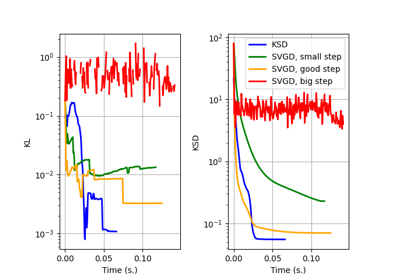 KL
10⁰
10⁻¹
10⁻²
10⁻³
0.00
0.05
0.10
Time (s.)
KSD
10²
10¹
10⁰
10⁻¹
0.00
0.05
0.10
Time (s.)
KSD
SVGD, small step
SVGD, good step
SVGD, big step